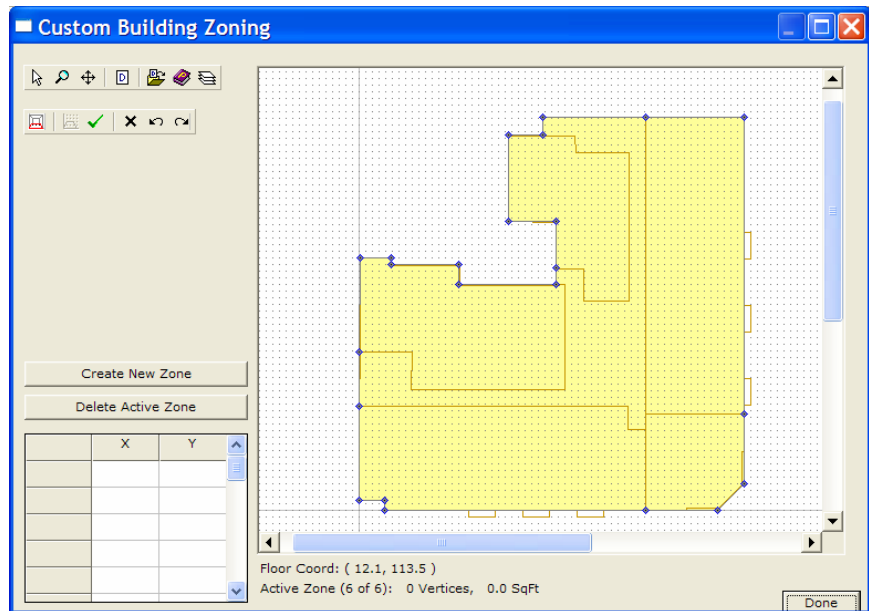 Custom Building Zoning
D
D
Create New Zone
Delete Active Zone
X Y
Floor Coord: ( 12.1, 113.5 )
Active Zone (6 of 6): 0 Vertices, 0.0 SqFt
Done